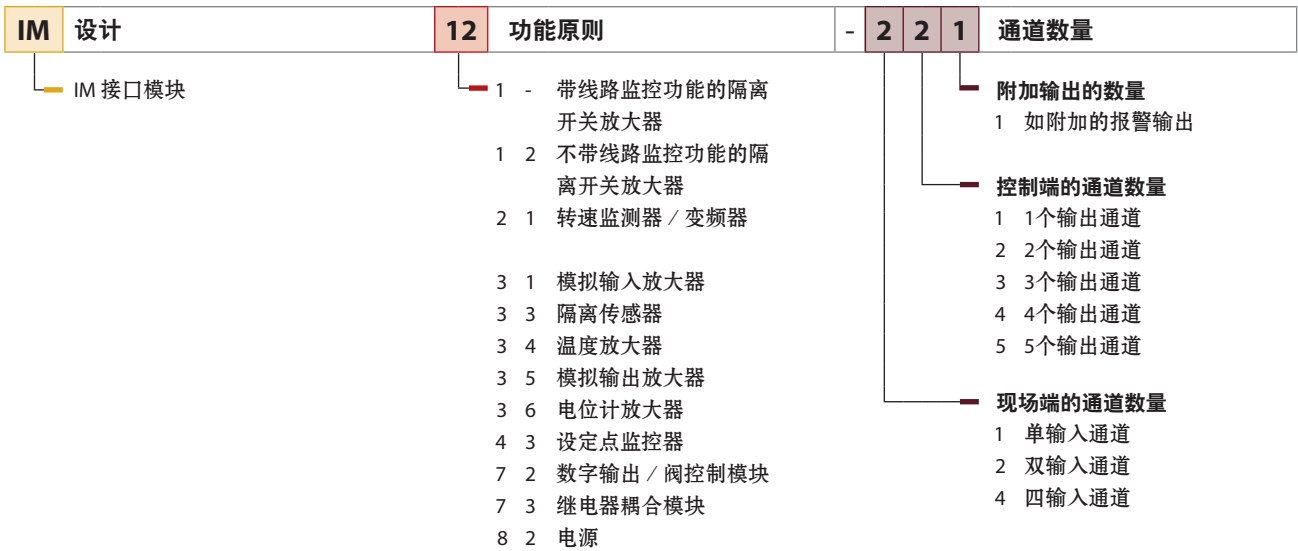 IM 设计 12 功能原则 - 2 2 1 通道数量
IM 接口模块
1 - 带线路监控功能的隔离
开关放大器
1 2 不带线路监控功能的隔
离开关放大器
2 1 转速监测器 / 变频器
3 1 模拟输入放大器
3 3 隔离传感器
3 4 温度放大器
3 5 模拟输出放大器
3 6 电位计放大器
4 3 设定点监控器
7 2 数字输出 / 阀控制模块
7 3 继电器耦合模块
8 2 电源
附加输出的数量
1 如附加的报警输出
控制端的通道数量
1 1个输出通道
2 2个输出通道
3 3个输出通道
4 4个输出通道
5 5个输出通道
现场端的通道数量
1 单输入通道
2 双输入通道
4 四输入通道